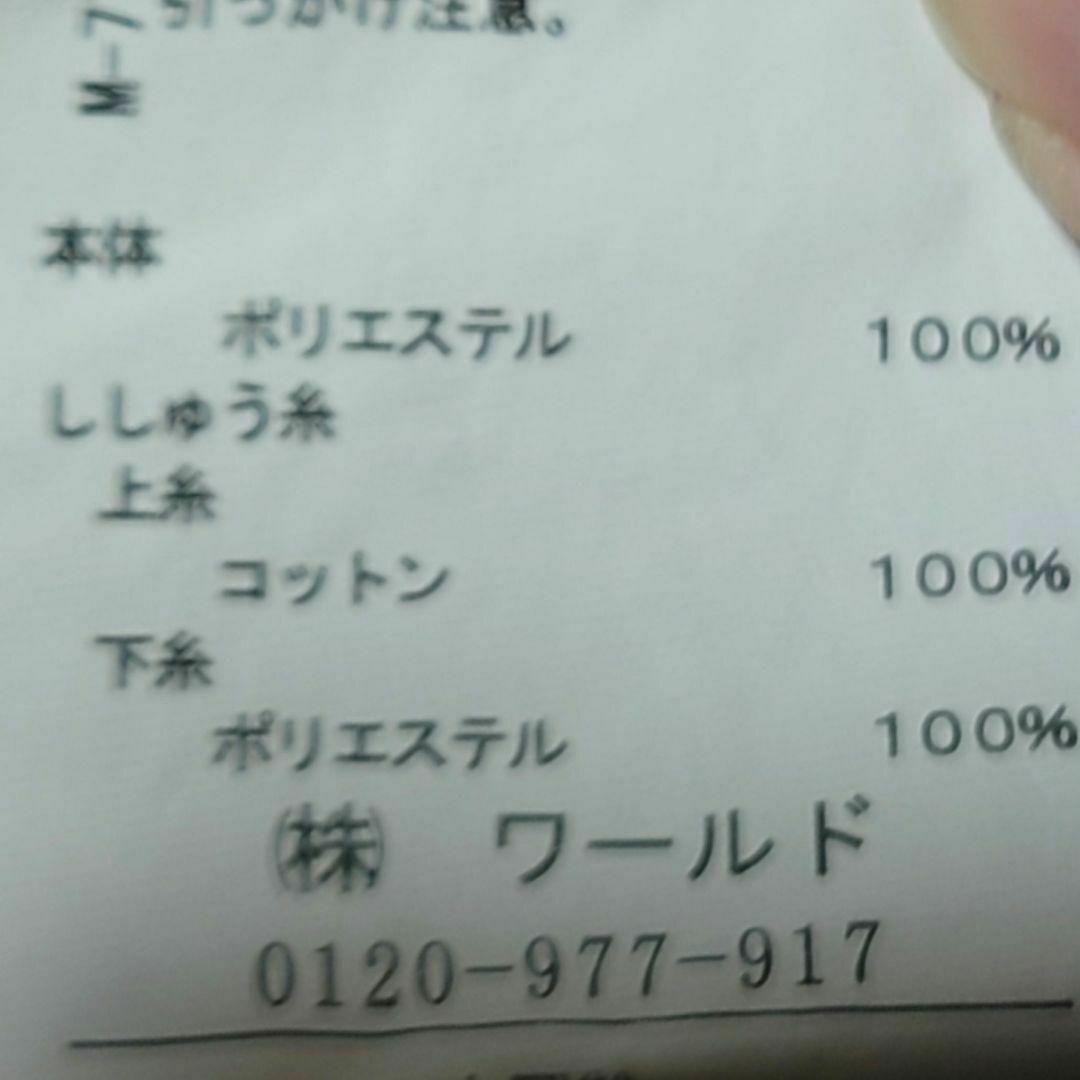 引っかけ注意。
M-7
本体
ポリエステル 100%
ししゅう糸
上糸
コットン 100%
下糸
ポリエステル 100%
㈱ ワールド
0120-977-917